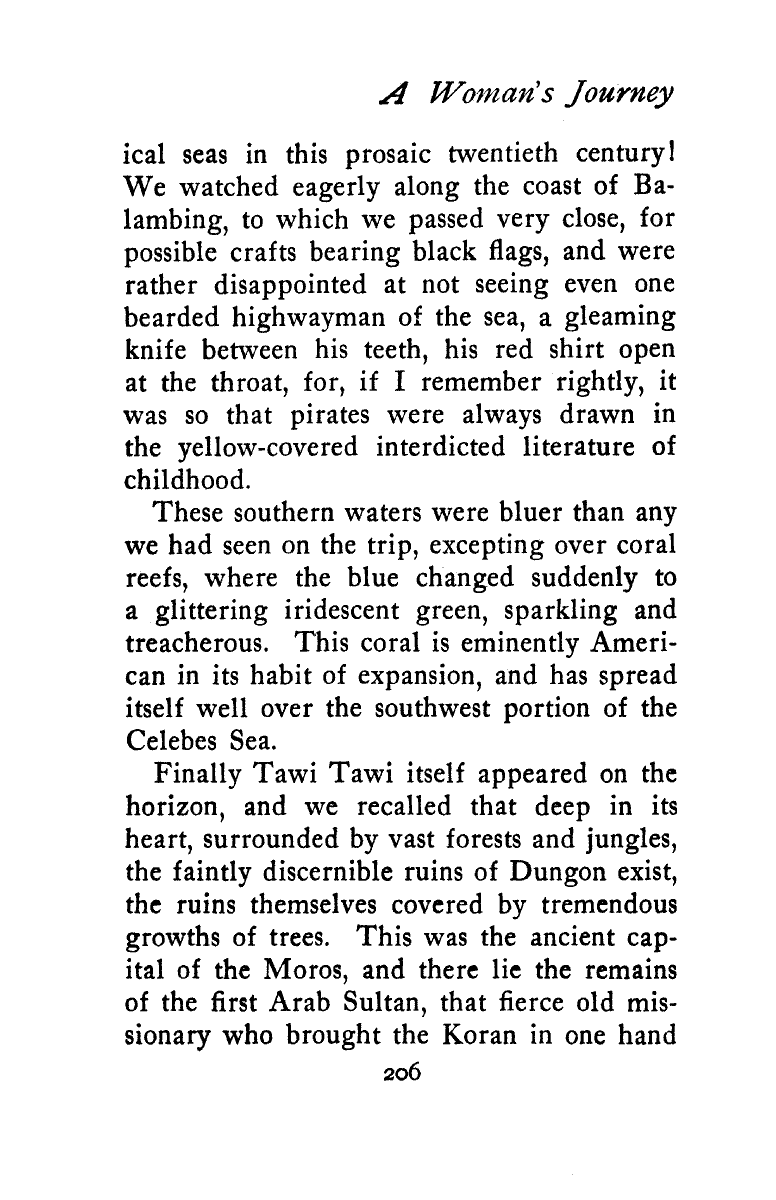 A Woman's Journey
ical seas in this prosaic twentieth century!
We watched eagerly along the coast of Ba-
lambing, to which we passed very close, for
possible crafts bearing black flags, and were
rather disappointed at not seeing even one
bearded highwayman of the sea, a gleaming
knife between his teeth, his red shirt open
at the throat, for, if I remember rightly, it
was so that pirates were always drawn in
the yellow-covered interdicted literature of
childhood.
These southern waters were bluer than any
we had seen on the trip, excepting over coral
reefs, where the blue changed suddenly to
a glittering iridescent green, sparkling and
treacherous. This coral is eminently Ameri-
can in its habit of expansion, and has spread
itself well over the southwest portion of the
Celebes Sea.
Finally Tawi Tawi itself appeared on the
horizon, and we recalled that deep in its
heart, surrounded by vast forests and jungles,
the faintly discernible ruins of Dungon exist,
the ruins themselves covered by tremendous
growths of trees. This was the ancient cap-
ital of the Moros, and there lie the remains
of the first Arab Sultan, that fierce old mis-
sionary who brought the Koran in one hand
206